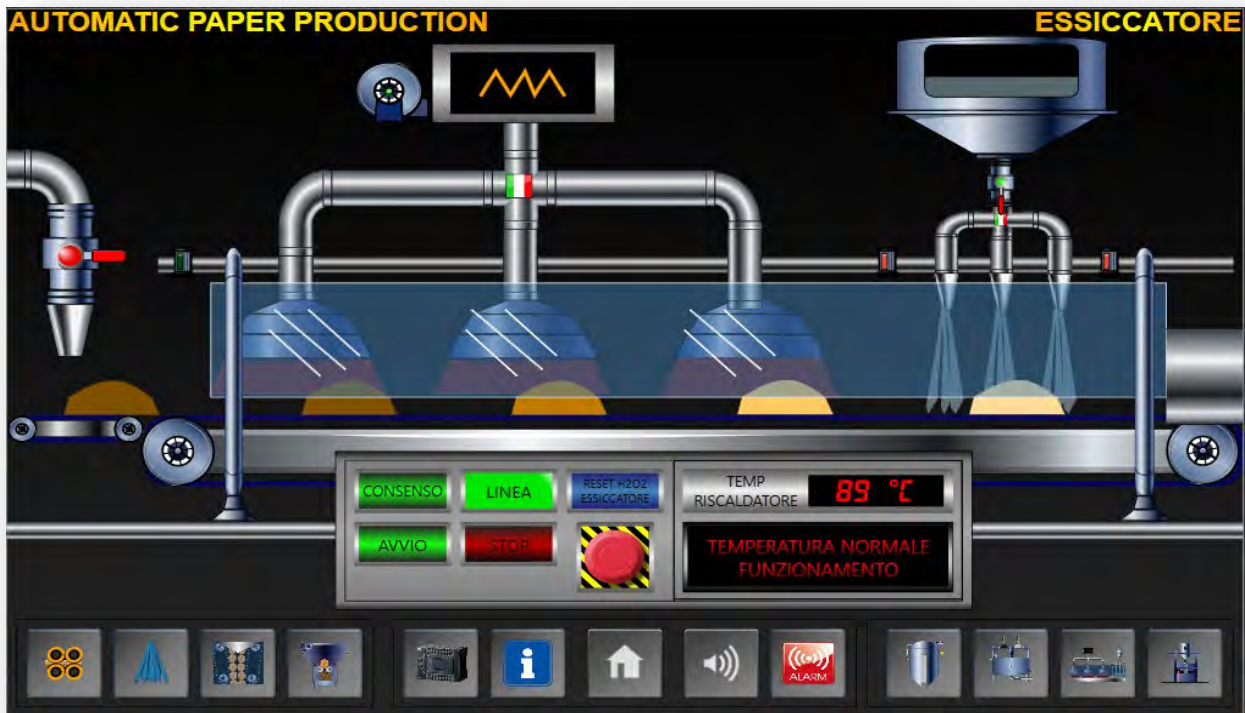 AUTOMATIC PAPER PRODUCTION
ESSICCATORE
CONSENSO
LINEA
RESET H2O2
ESSICCATORE
TEMP
RISCALDATORE
89 °C
AVVIO
STOP
TEMPERATURA NORMALE
FUNZIONAMENTO
i
ALARM